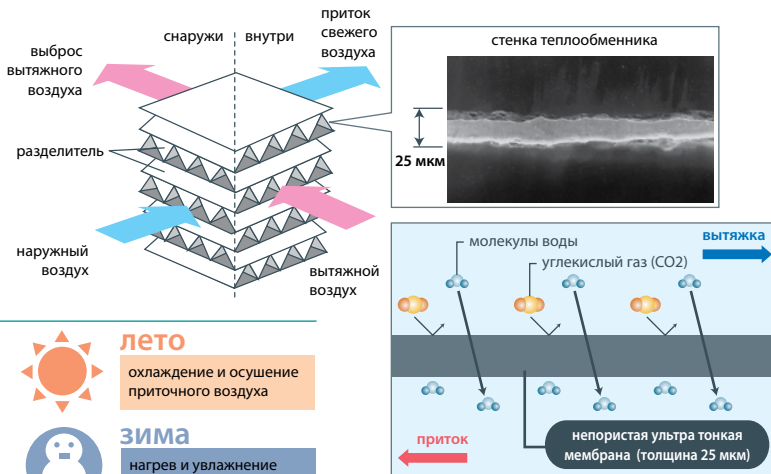 снаружи
внутри
приток
свежего
воздуха
выброс
вытяжного
воздуха
разделитель
наружный
воздух
вытяжной
воздух
стенка теплообменника
25 мкм
молекулы воды
углекислый газ (CO2)
вытяжка
приток
непористая ультра тонкая
мембрана (толщина 25 мкм)
лето
охлаждение и осушение
приточного воздуха
зима
нагрев и увлажнение